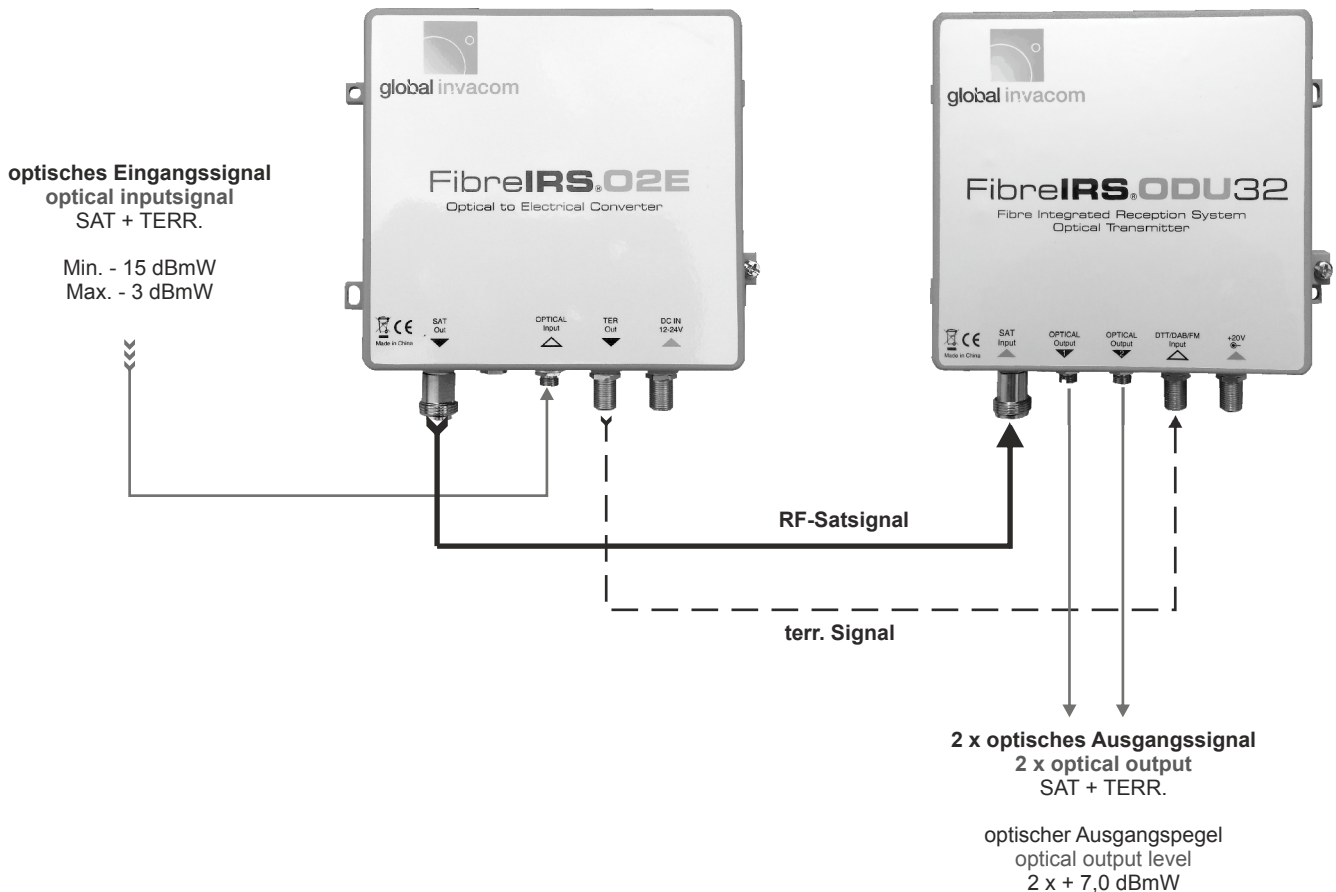 global invacom
FibreIRS®O2E
Optical to Electrical Converter
CE
Made in China
SAT
Out
OPTICAL
Input
TER
Out
DC IN
12-24V
global invacom
FibreIRS®ODU32
Fibre Integrated Reception System
Optical Transmitter
CE
Made in China
SAT
Input
OPTICAL
Output
1
OPTICAL
Output
2
DTT/DAB/FM
Input
+20V
optisches Eingangssignal
optical inputsignal
SAT + TERR.
Min. - 15 dBmW
Max. - 3 dBmW
RF-Satsignal
terr. Signal
2 x optisches Ausgangssignal
2 x optical output
SAT + TERR.
optischer Ausgangspegel
optical output level
2 x + 7,0 dBmW